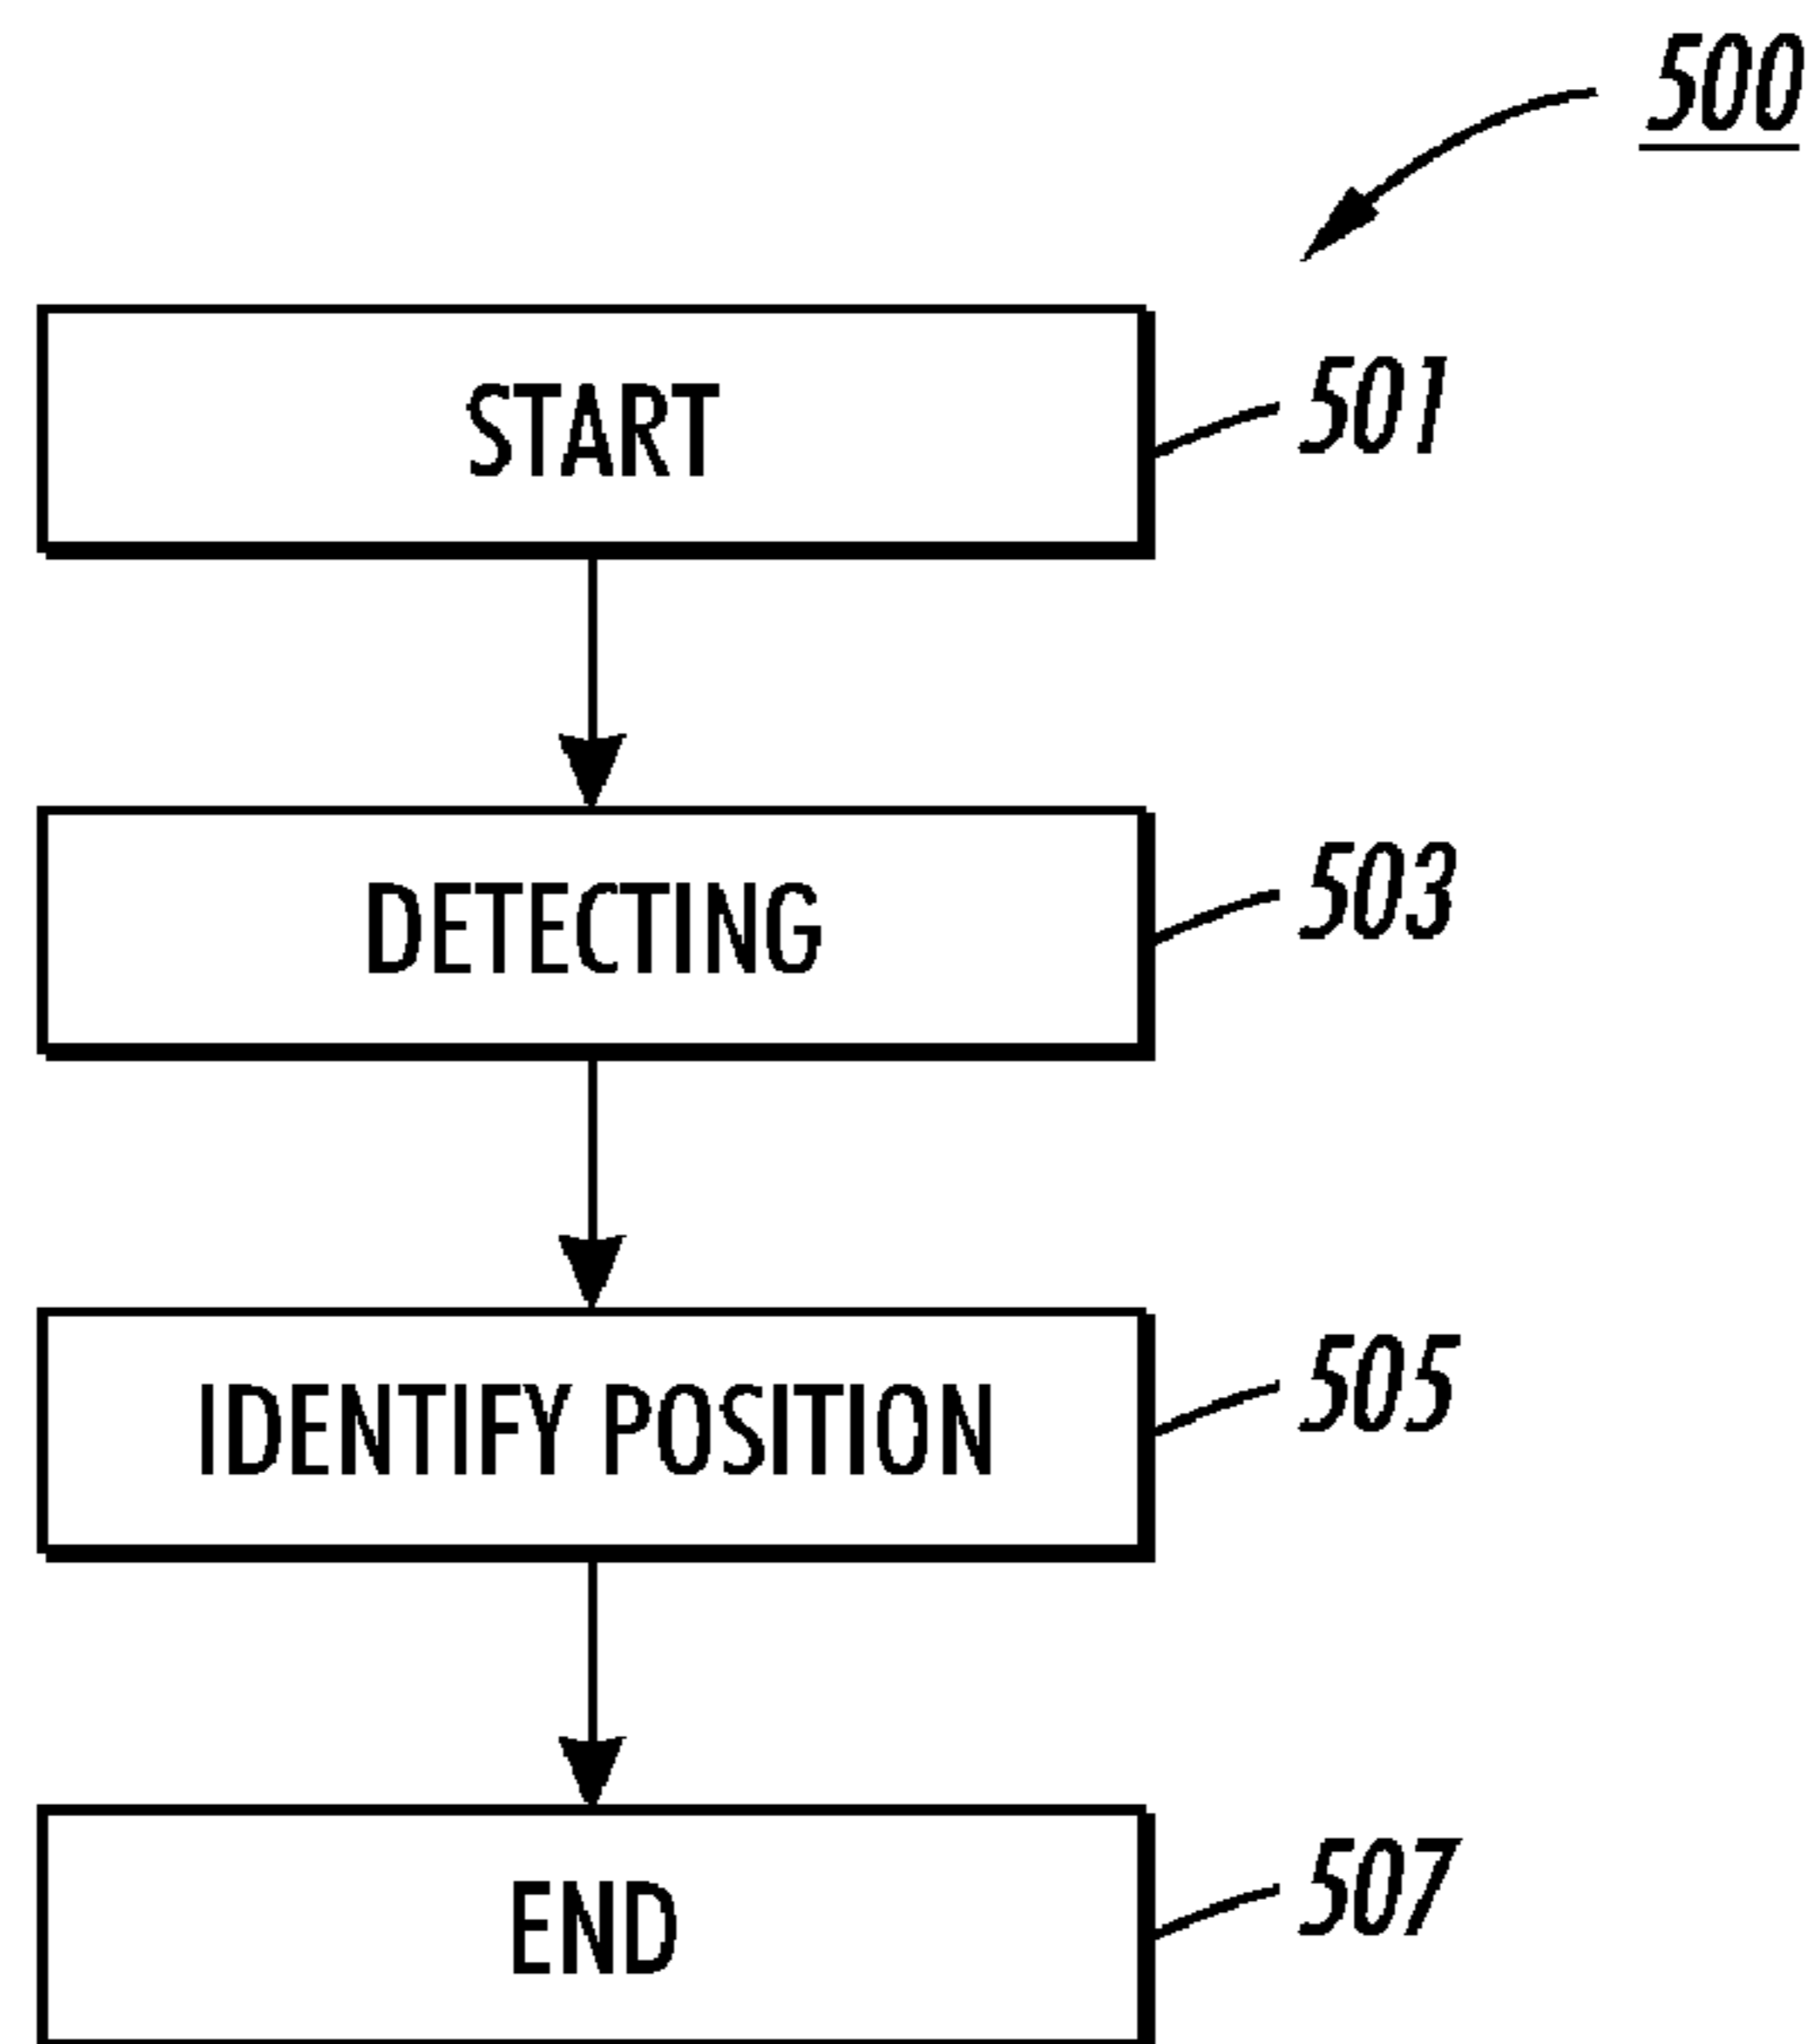 500
START
501
DETECTING
503
IDENTIFY POSITION
505
END
507